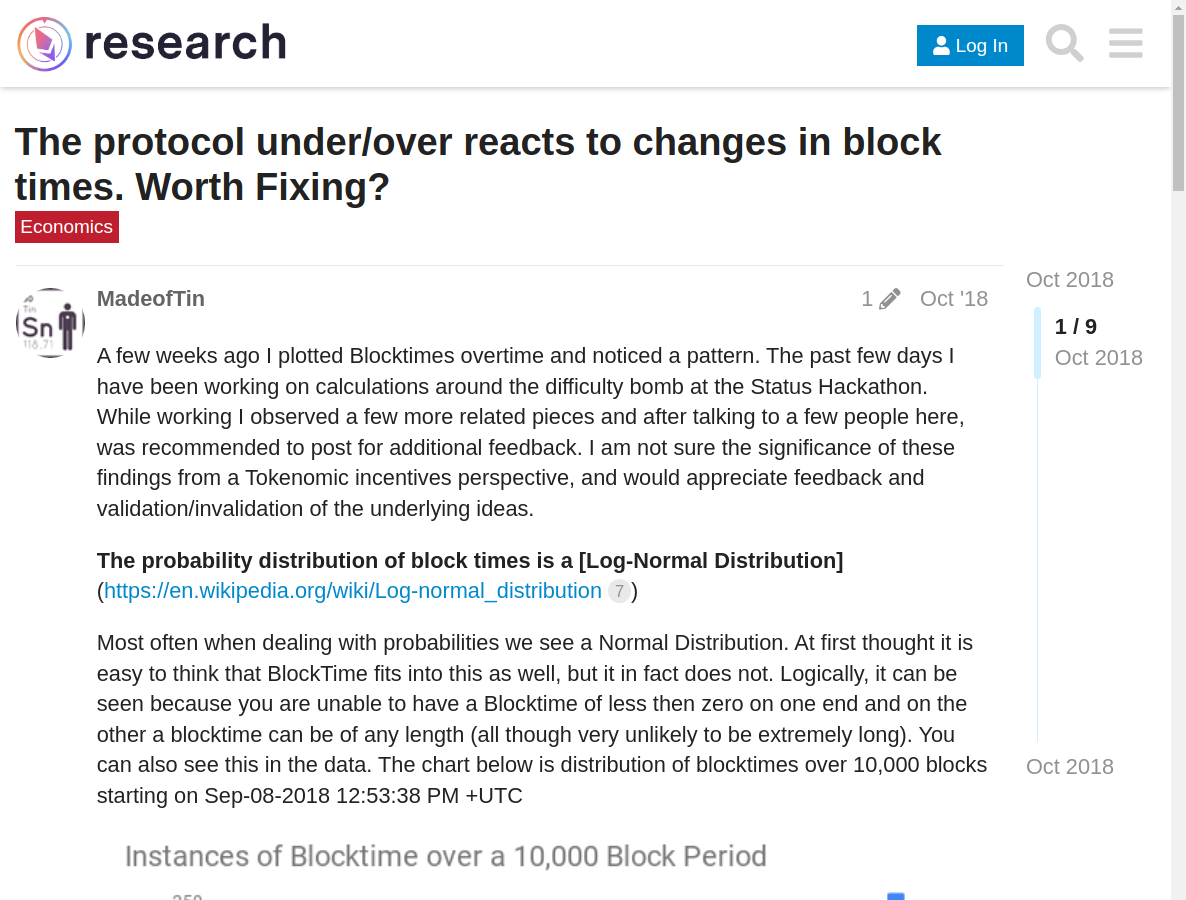 research
Log In
The protocol under/over reacts to changes in block
times. Worth Fixing?
Economics
MadeofTin
1
Oct '18
Oct 2018
1 / 9
Oct 2018
Tin
Sn
118.71
A few weeks ago I plotted Blocktimes overtime and noticed a pattern. The past few days I
have been working on calculations around the difficulty bomb at the Status Hackathon.
While working I observed a few more related pieces and after talking to a few people here,
was recommended to post for additional feedback. I am not sure the significance of these
findings from a Tokenomic incentives perspective, and would appreciate feedback and
validation/invalidation of the underlying ideas.
The probability distribution of block times is a [Log-Normal Distribution]
(https://en.wikipedia.org/wiki/Log-normal_distribution 7)
Most often when dealing with probabilities we see a Normal Distribution. At first thought it is
easy to think that BlockTime fits into this as well, but it in fact does not. Logically, it can be
seen because you are unable to have a Blocktime of less then zero on one end and on the
other a blocktime can be of any length (all though very unlikely to be extremely long). You
can also see this in the data. The chart below is distribution of blocktimes over 10,000 blocks
starting on Sep-08-2018 12:53:38 PM +UTC
Oct 2018
Instances of Blocktime over a 10,000 Block Period